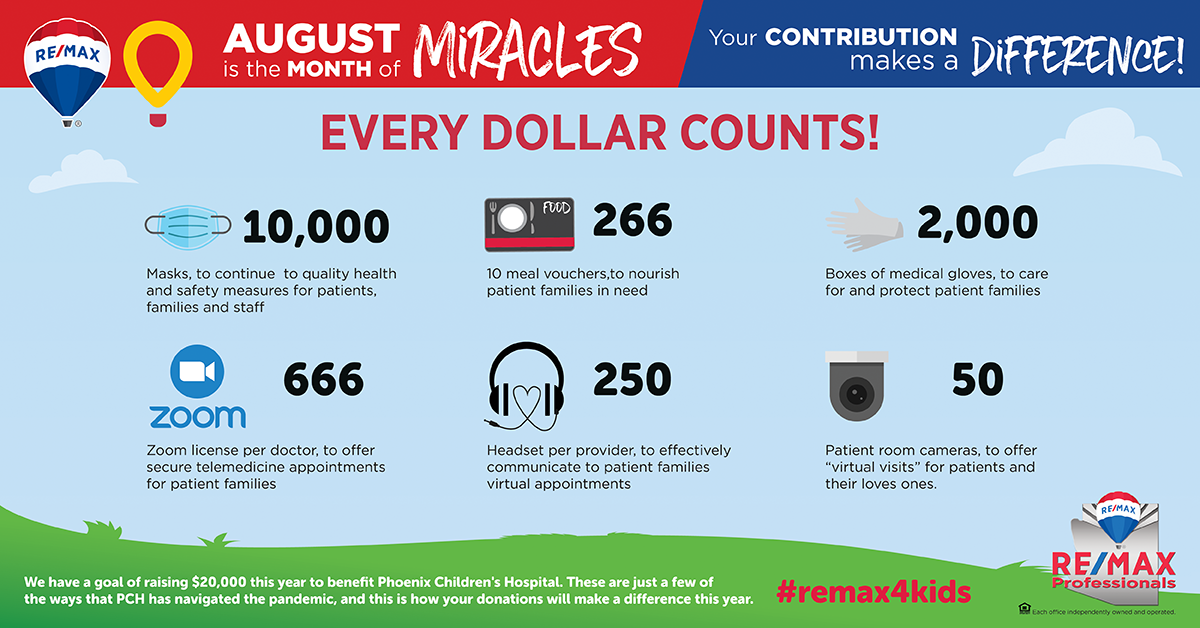 RE/MAX
®
AUGUST
is the MONTH of MiRACLES
Your CONTRIBUTION
makes a DiFFERENCE!
EVERY DOLLAR COUNTS!
10,000
Masks, to continue to quality health
and safety measures for patients,
families and staff
FOOD
266
10 meal vouchers,to nourish
patient families in need
2,000
Boxes of medical gloves, to care
for and protect patient families
zoom
666
Zoom license per doctor, to offer
secure telemedicine appointments
for patient families
250
Headset per provider, to effectively
communicate to patient families
virtual appointments
50
Patient room cameras, to offer
“virtual visits” for patients and
their loves ones.
We have a goal of raising $20,000 this year to benefit Phoenix Children's Hospital. These are just a few of
the ways that PCH has navigated the pandemic, and this is how your donations will make a difference this year.
#remax4kids
RE/MAX
RE/MAX
Professionals
Each office independently owned and operated.